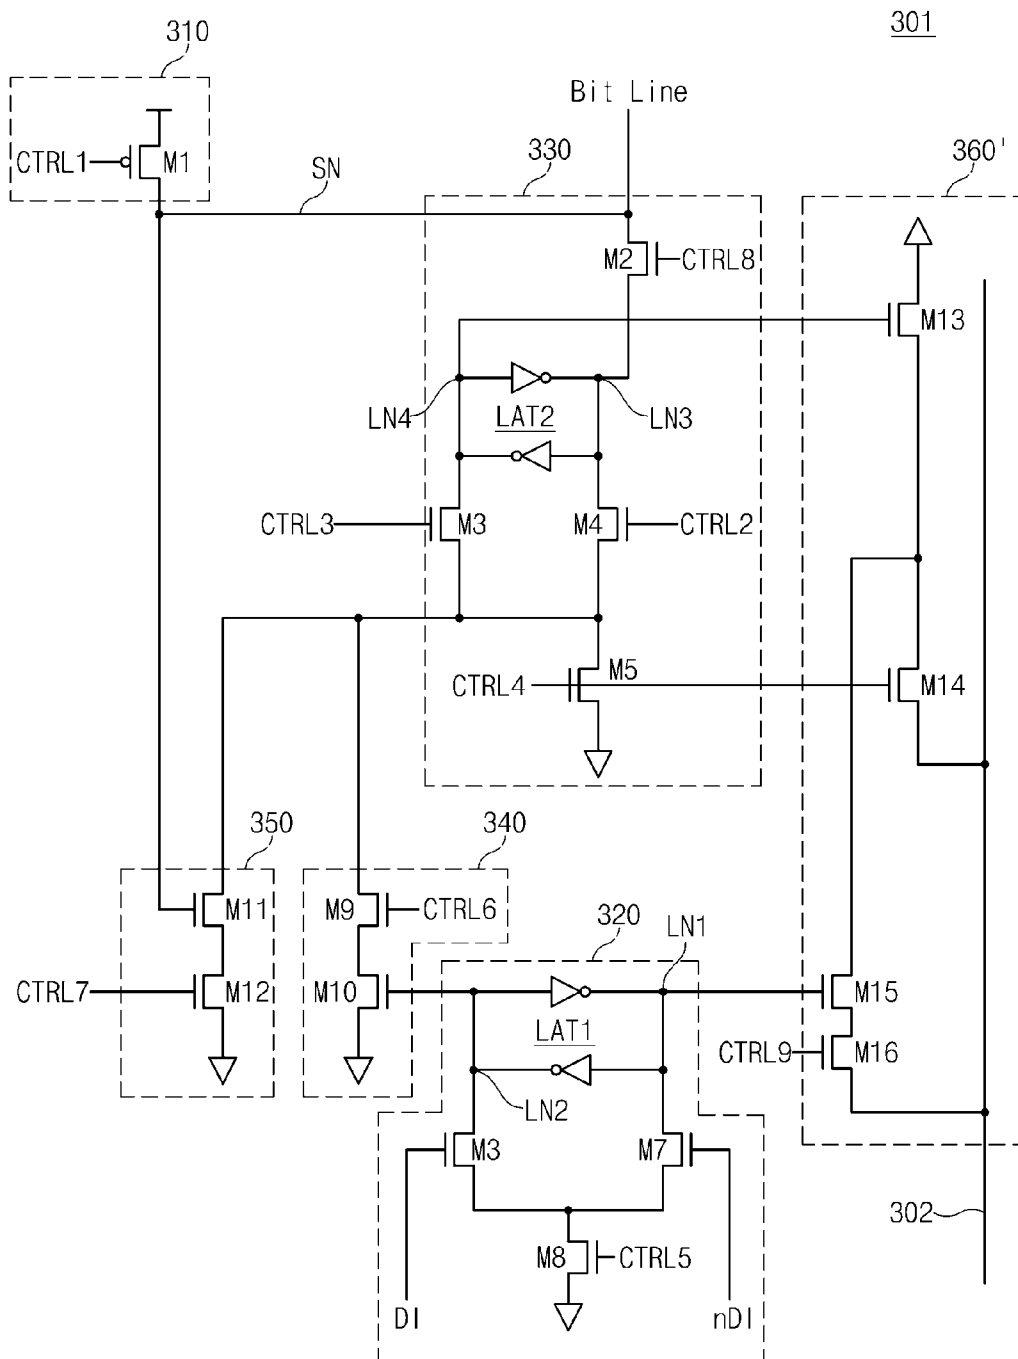 301
310
Bit Line
CTRL1
M1
SN
330
360'
M2
CTRL8
M13
LN4
LAT2
LN3
CTRL3
M3
M4
CTRL2
CTRL4
M5
M14
350
340
M11
M9
CTRL6
320
LN1
CTRL7
M12
M10
M15
LAT1
CTRL9
M16
LN2
M3
M7
302
M8
CTRL5
DI
nDI